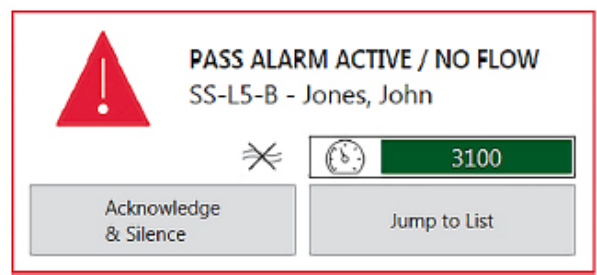 PASS ALARM ACTIVE / NO FLOW
SS-L5-B - Jones, John
3100
Acknowledge
& Silence
Jump to List